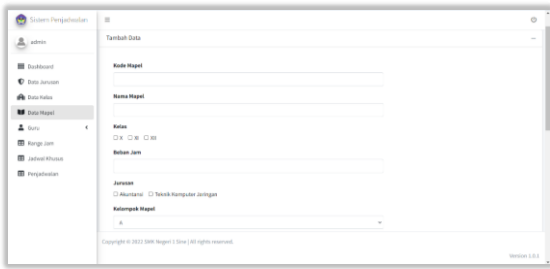 Sistem Penjadwalan
admin
Dashboard
Data Jurusan
Data Kelas
Data Mapel
Guru
Range Jam
Jadwal Khusus
Penjadwalan
Tambah Data
Kode Mapel
Nama Mapel
Kelas
X XI XII
Beban Jam
Jurusan
Akuntansi Teknik Komputer Jaringan
Kelompok Mapel
A
Copyright © 2022 SMK Negeri 1 Sine | All rights reserved.
Version 1.0.0